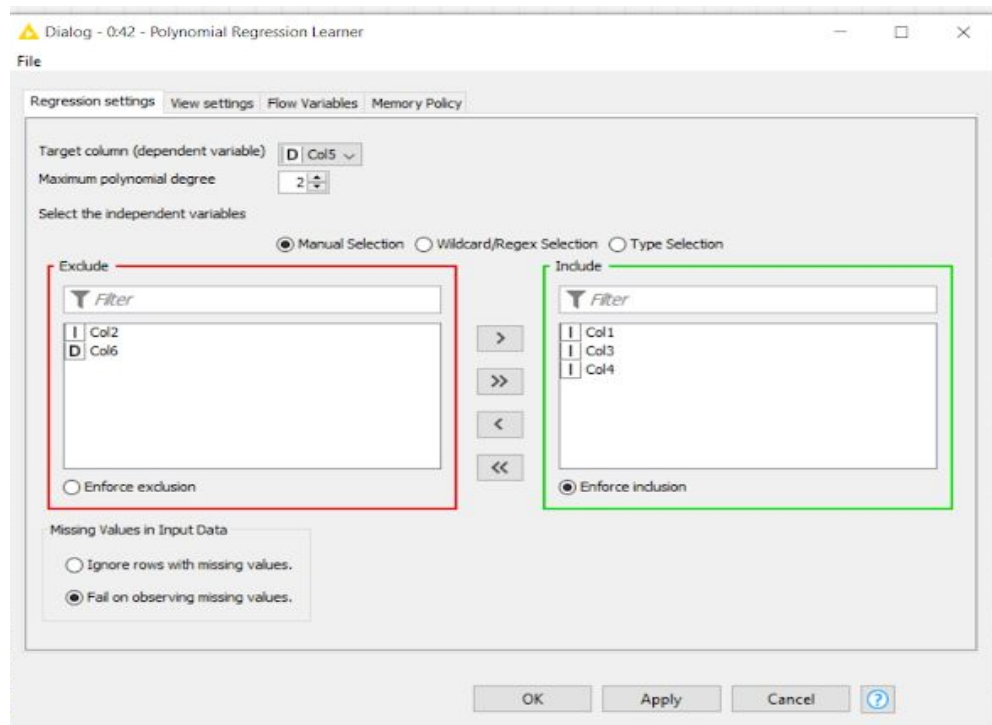 Dialog - 0:42 - Polynomial Regression Learner
File
Regression settings View settings Flow Variables Memory Policy
Target column (dependent variable) D Col5
Maximum polynomial degree 2
Select the independent variables
Manual Selection Wildcard/Regex Selection Type Selection
Exclude Include
Filter Filter
I Col2 I Col1
D Col6 > I Col3
I Col4
>>
<
<<
Enforce exclusion Enforce inclusion
Missing Values in Input Data
Ignore rows with missing values.
Fail on observing missing values.
OK Apply Cancel ?